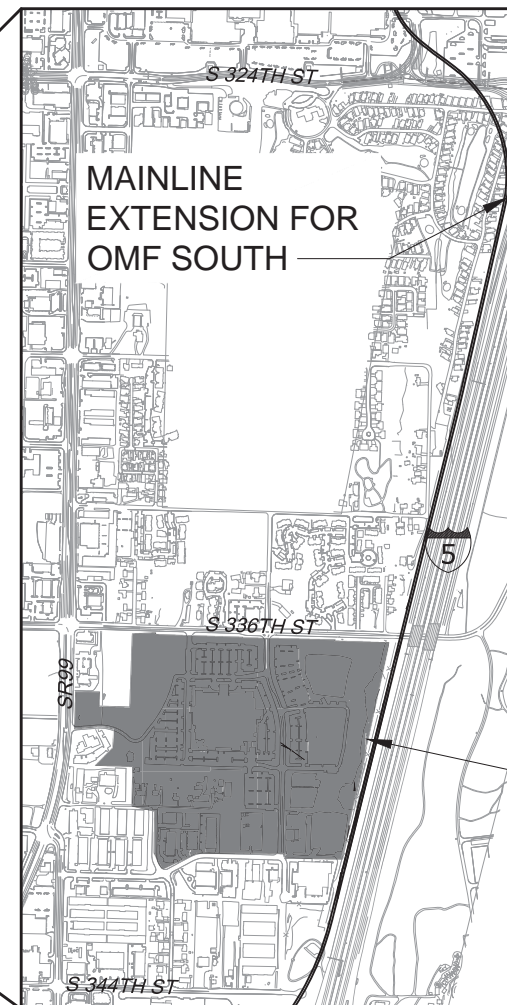 S 324TH ST
MAINLINE
EXTENSION FOR
OMF SOUTH
5
S 336TH ST
SR99
S 344TH ST